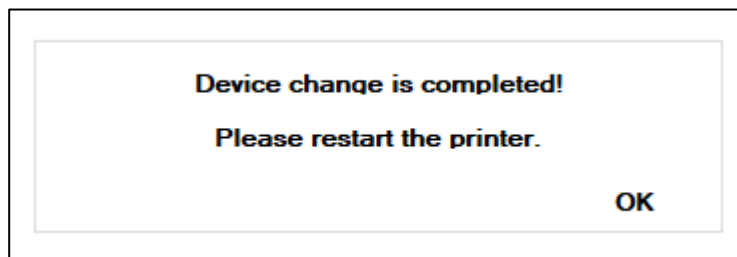 Device change is completed!
Please restart the printer.
OK